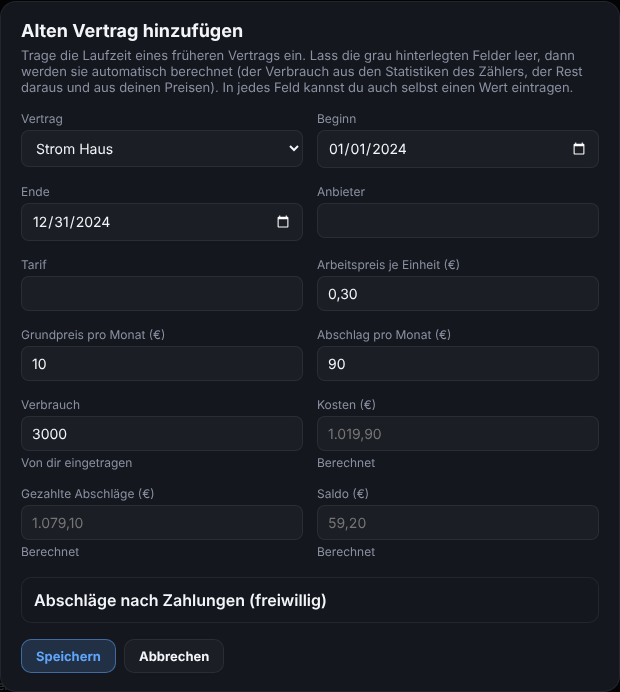 Alten Vertrag hinzufügen
Trage die Laufzeit eines früheren Vertrags ein. Lass die grau hinterlegten Felder leer, dann
werden sie automatisch berechnet (der Verbrauch aus den Statistiken des Zählers, der Rest
daraus und aus deinen Preisen). In jedes Feld kannst du auch selbst einen Wert eintragen.
Vertrag
Beginn
Strom Haus
01/01/2024
Ende
Anbieter
12/31/2024
Tarif
Arbeitspreis je Einheit (€)
0,30
Grundpreis pro Monat (€)
Abschlag pro Monat (€)
10
90
Verbrauch
Kosten (€)
3000
1.019,90
Von dir eingetragen
Berechnet
Gezahlte Abschläge (€)
Saldo (€)
1.079,10
59,20
Berechnet
Berechnet
Abschläge nach Zahlungen (freiwillig)
Speichern
Abbrechen